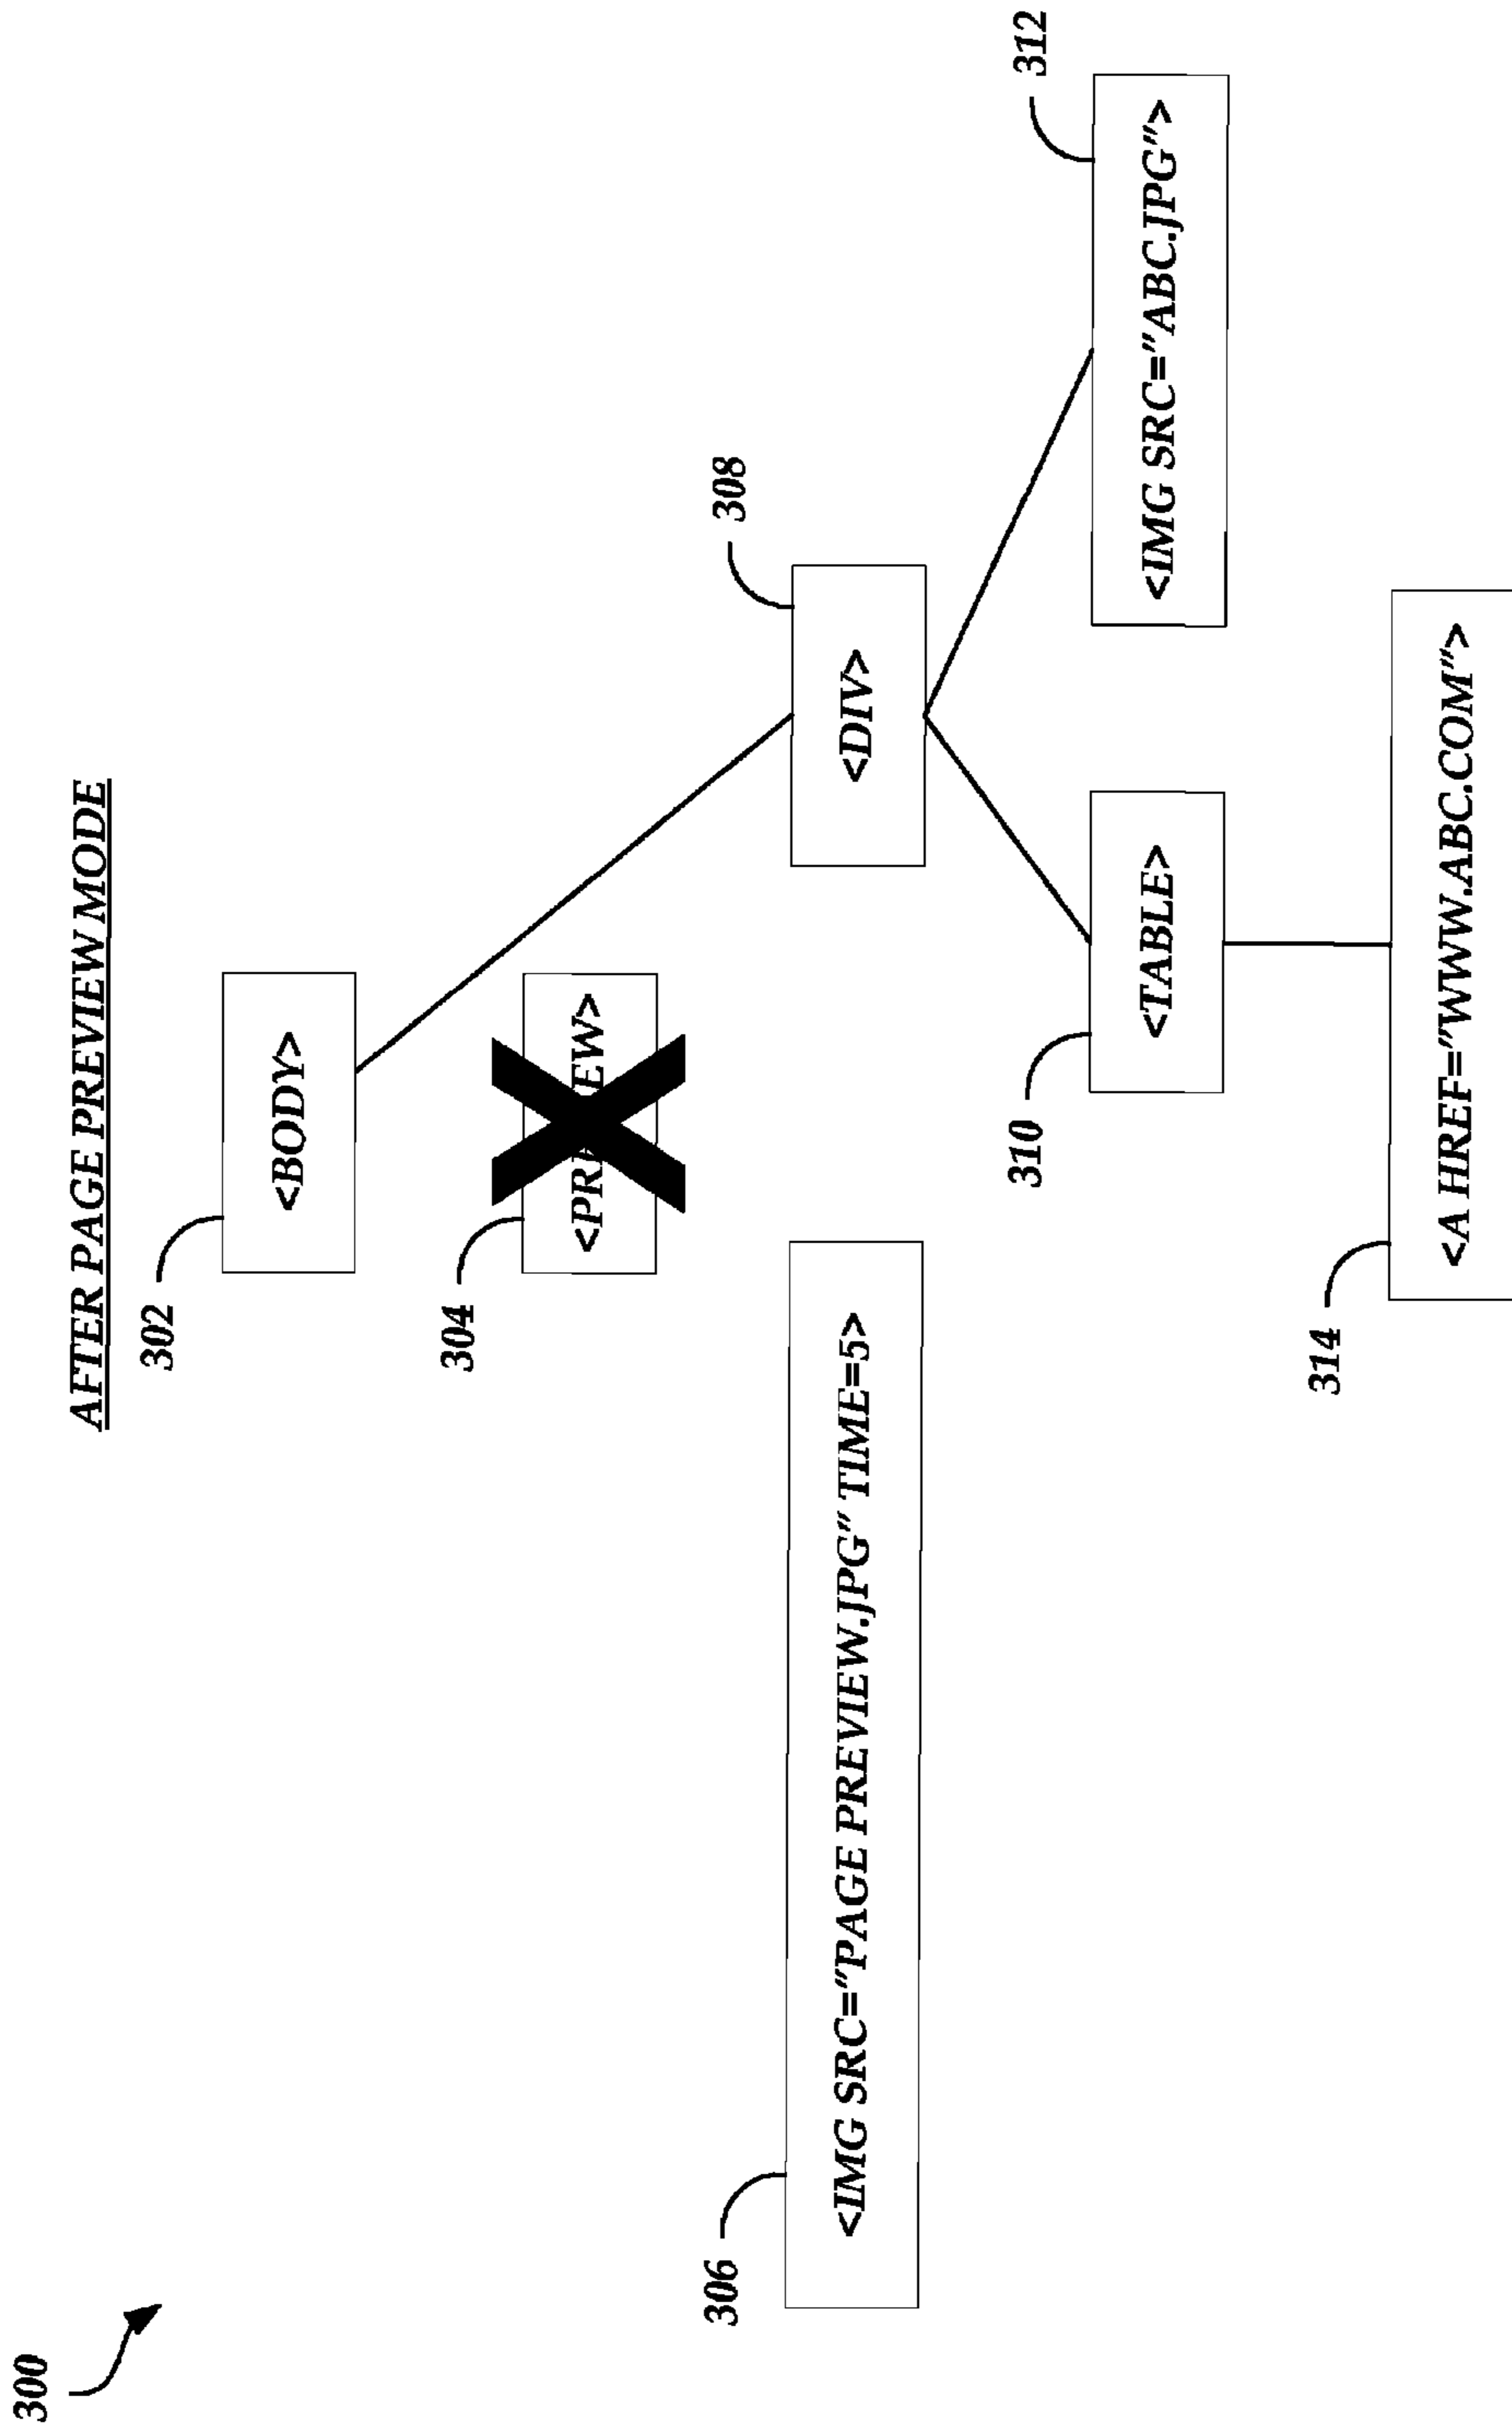 300
AFTER PAGE PREVIEW MODE
302
<BODY>
304
<PREVIEW>
306
<IMG SRC="PAGE PREVIEW.JPG" TIME=5>
308
<DIV>
310
<TABLE>
312
<IMG SRC="ABC.JPG">
314
<A HREF="WWW.ABC.COM">